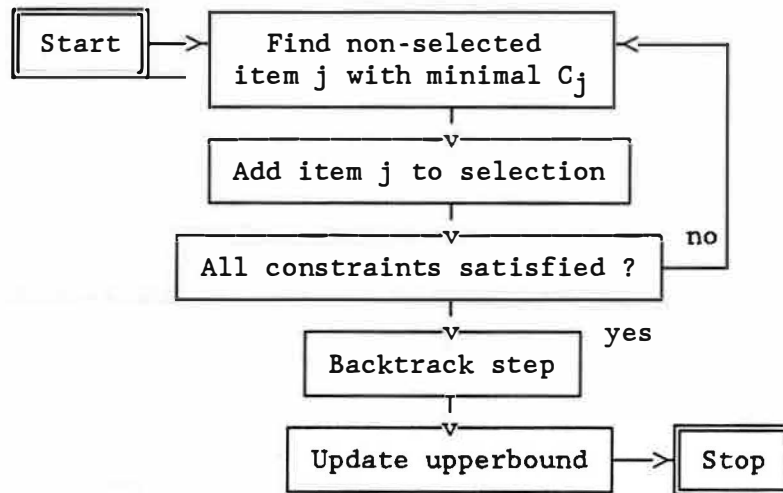 Start
Find non-selected
item j with minimal Cj
Add item j to selection
no
All constraints satisfied ?
yes
Backtrack step
Update upperbound
Stop